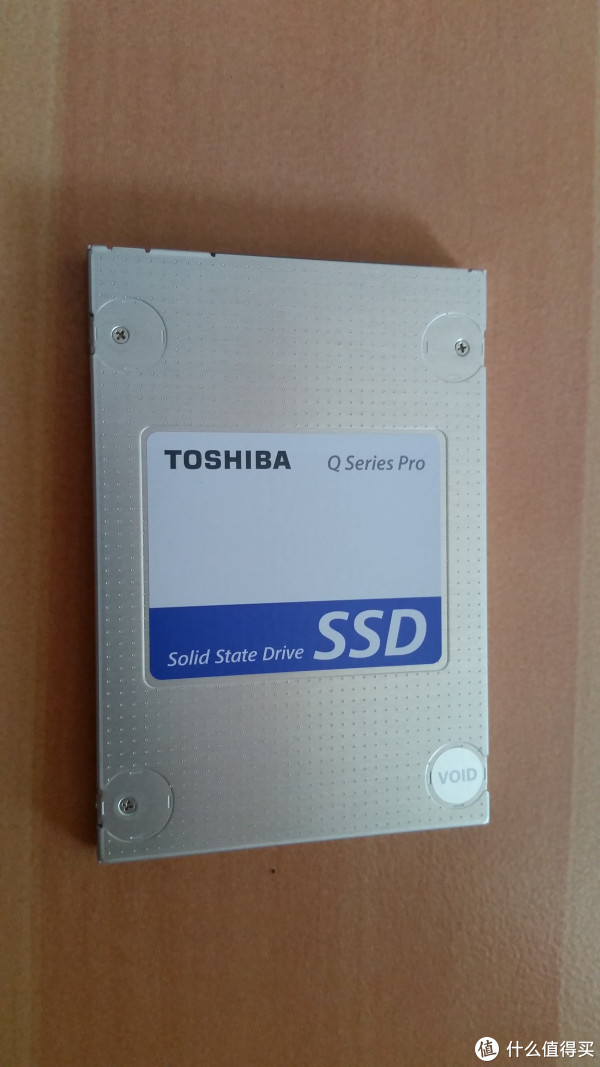 TOSHIBA Q Series Pro
Solid State Drive SSD
VOID
值 什么值得买